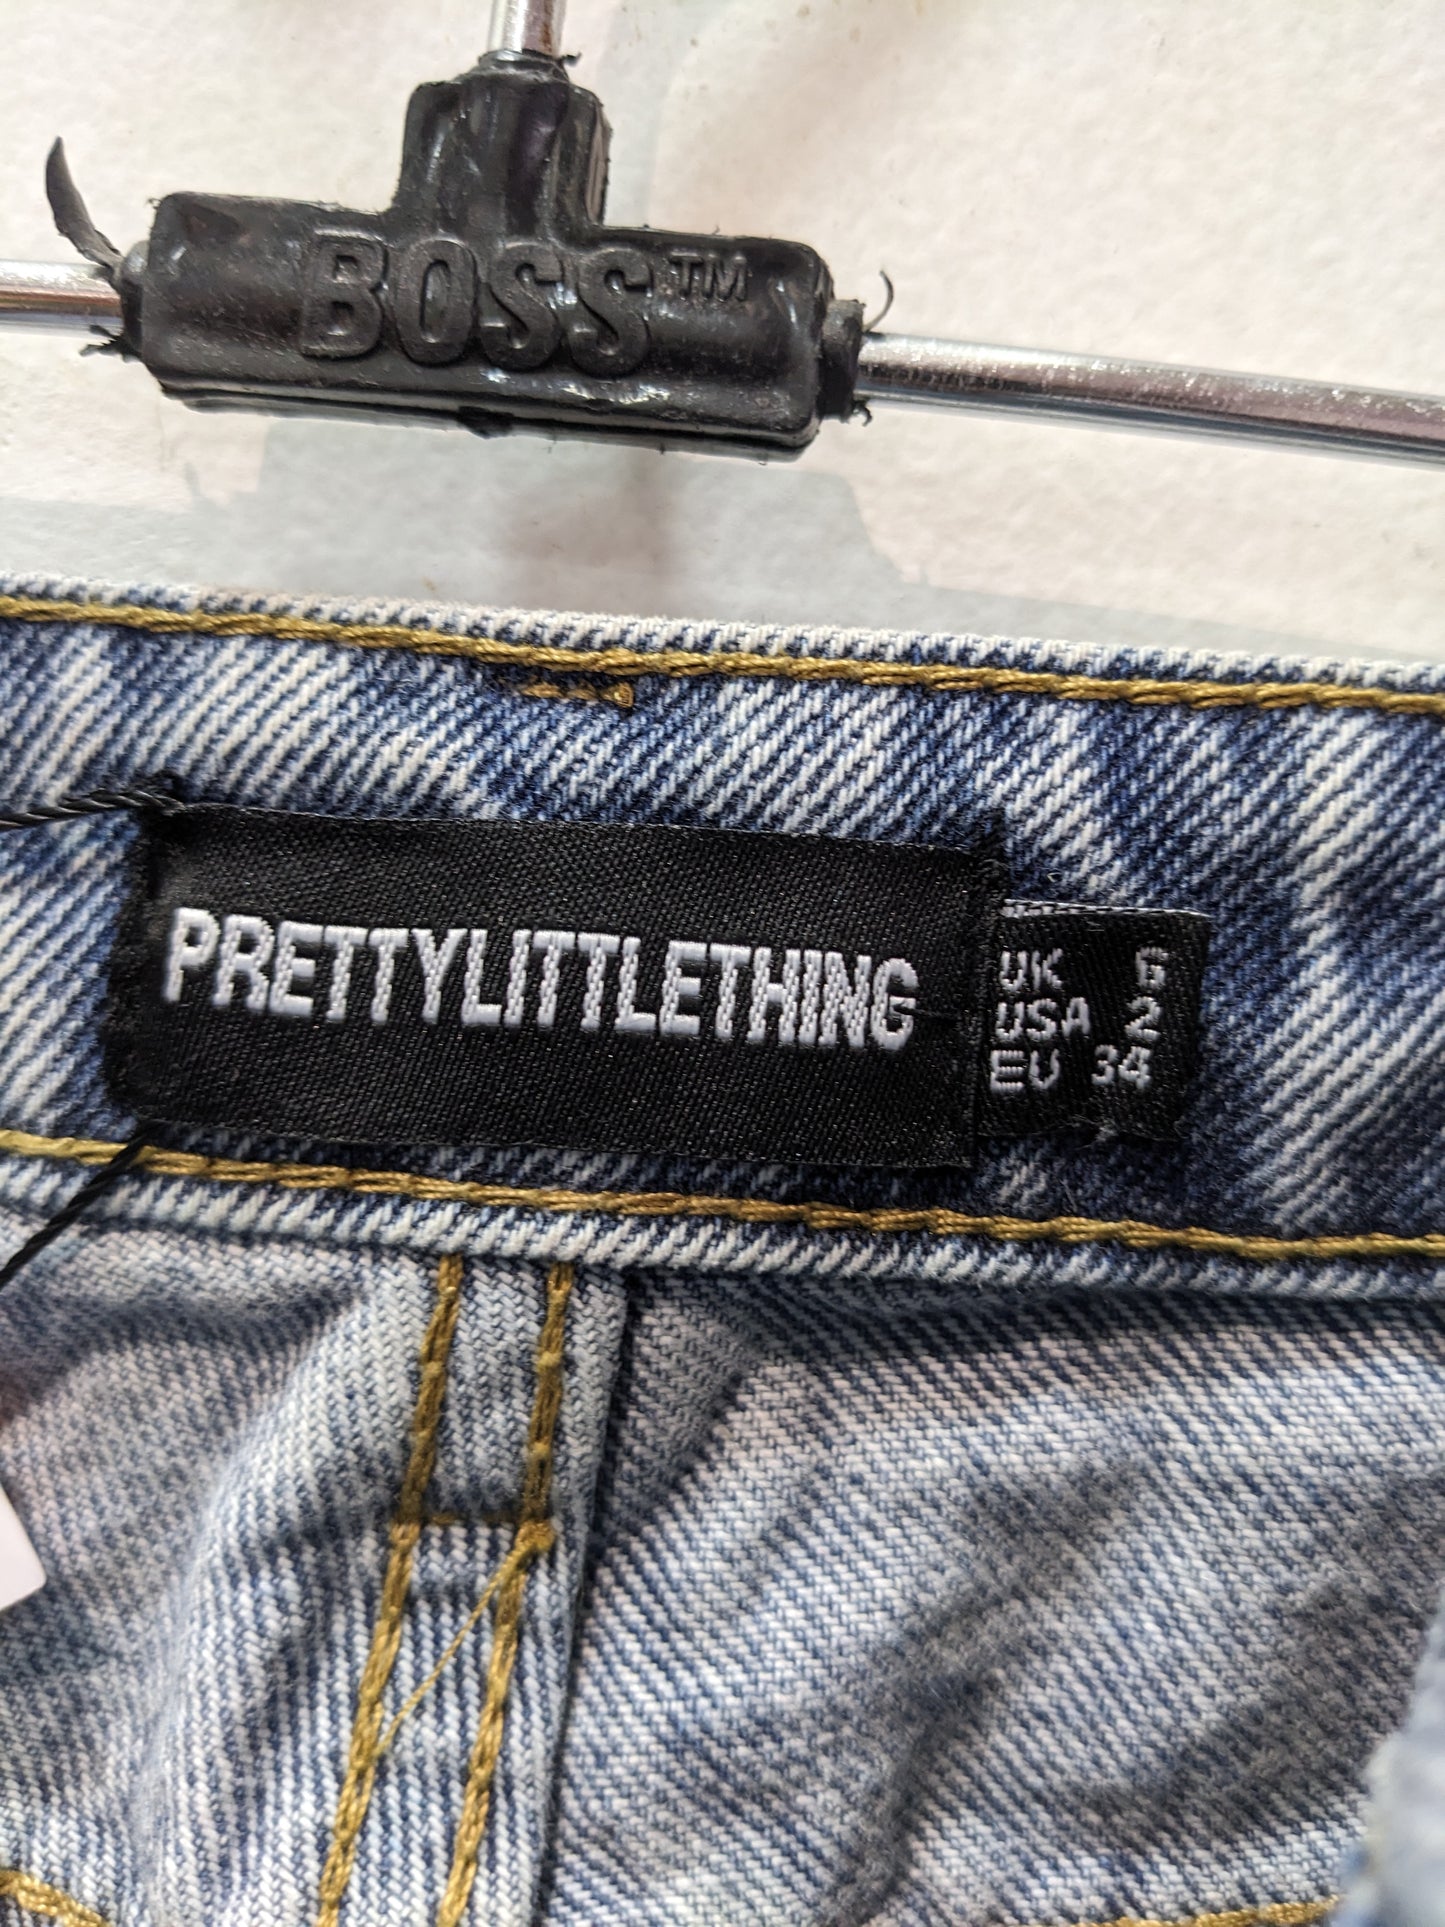 BOSS™
PRETTYLITTLETHING
UK 6
USA 2
EU 34